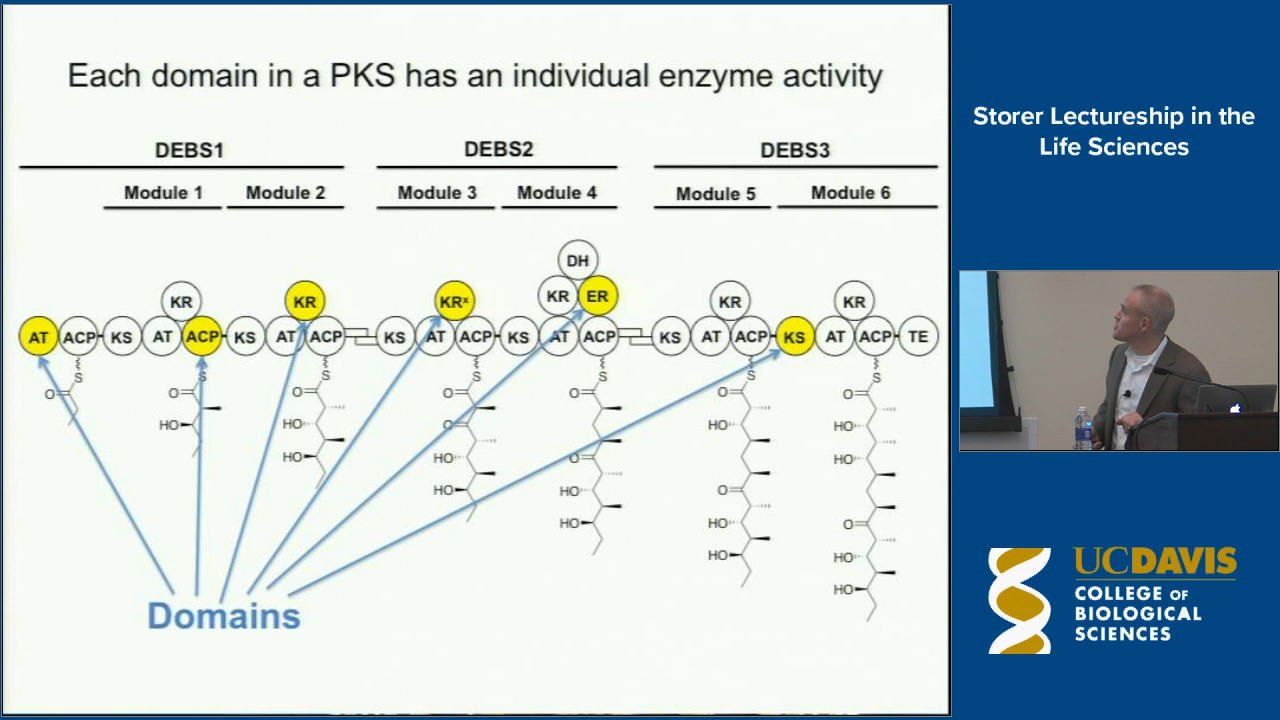 Each domain in a PKS has an individual enzyme activity
DEBS1 DEBS2 DEBS3
Module 1 Module 2 Module 3 Module 4 Module 5 Module 6
DH
KR KR KRx KR ER KR KR
AT ACP KS AT ACP KS AT ACP KS AT ACP KS AT ACP KS AT ACP KS AT ACP TE
S S S S S S S
O O O O O O O
HO HO O HO HO
HO HO O HO
HO HO O O
HO HO HO
HO HO
Domains
Storer Lectureship in the
Life Sciences
UCDAVIS
COLLEGE OF
BIOLOGICAL
SCIENCES